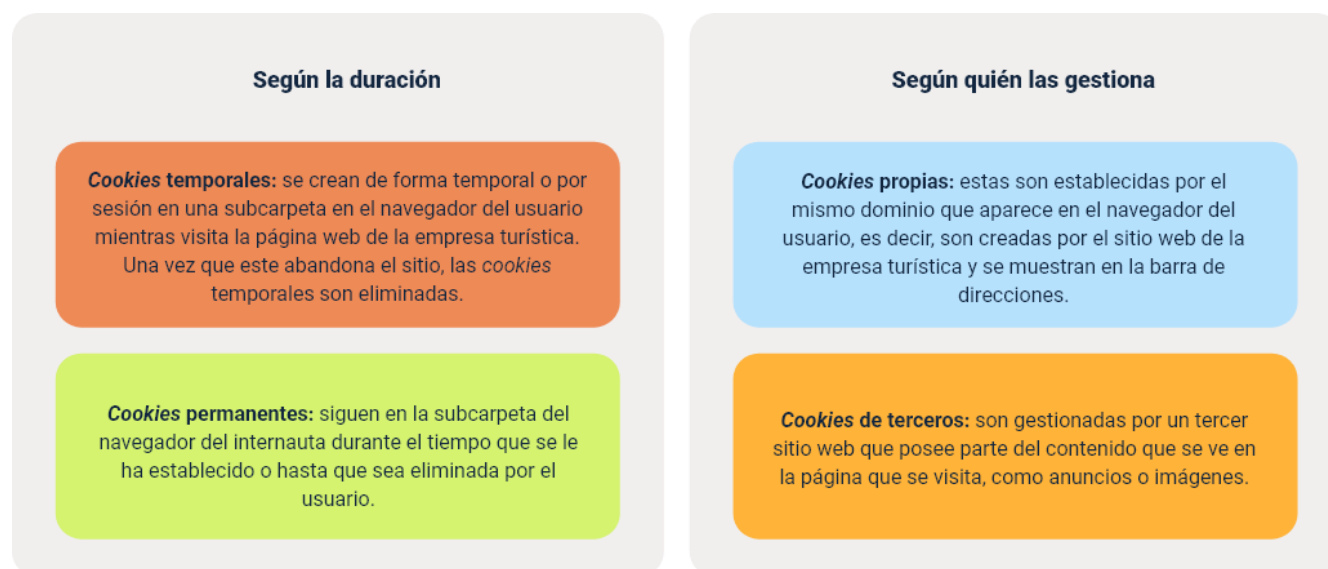 Según la duración
Cookies temporales: se crean de forma temporal o por
sesión en una subcarpeta en el navegador del usuario
mientras visita la página web de la empresa turística.
Una vez que este abandona el sitio, las cookies
temporales son eliminadas.
Cookies permanentes: siguen en la subcarpeta del
navegador del internauta durante el tiempo que se le
ha establecido o hasta que sea eliminada por el
usuario.
Según quién las gestiona
Cookies propias: estas son establecidas por el
mismo dominio que aparece en el navegador del
usuario, es decir, son creadas por el sitio web de la
empresa turística y se muestran en la barra de
direcciones.
Cookies de terceros: son gestionadas por un tercer
sitio web que posee parte del contenido que se ve en
la página que se visita, como anuncios o imágenes.